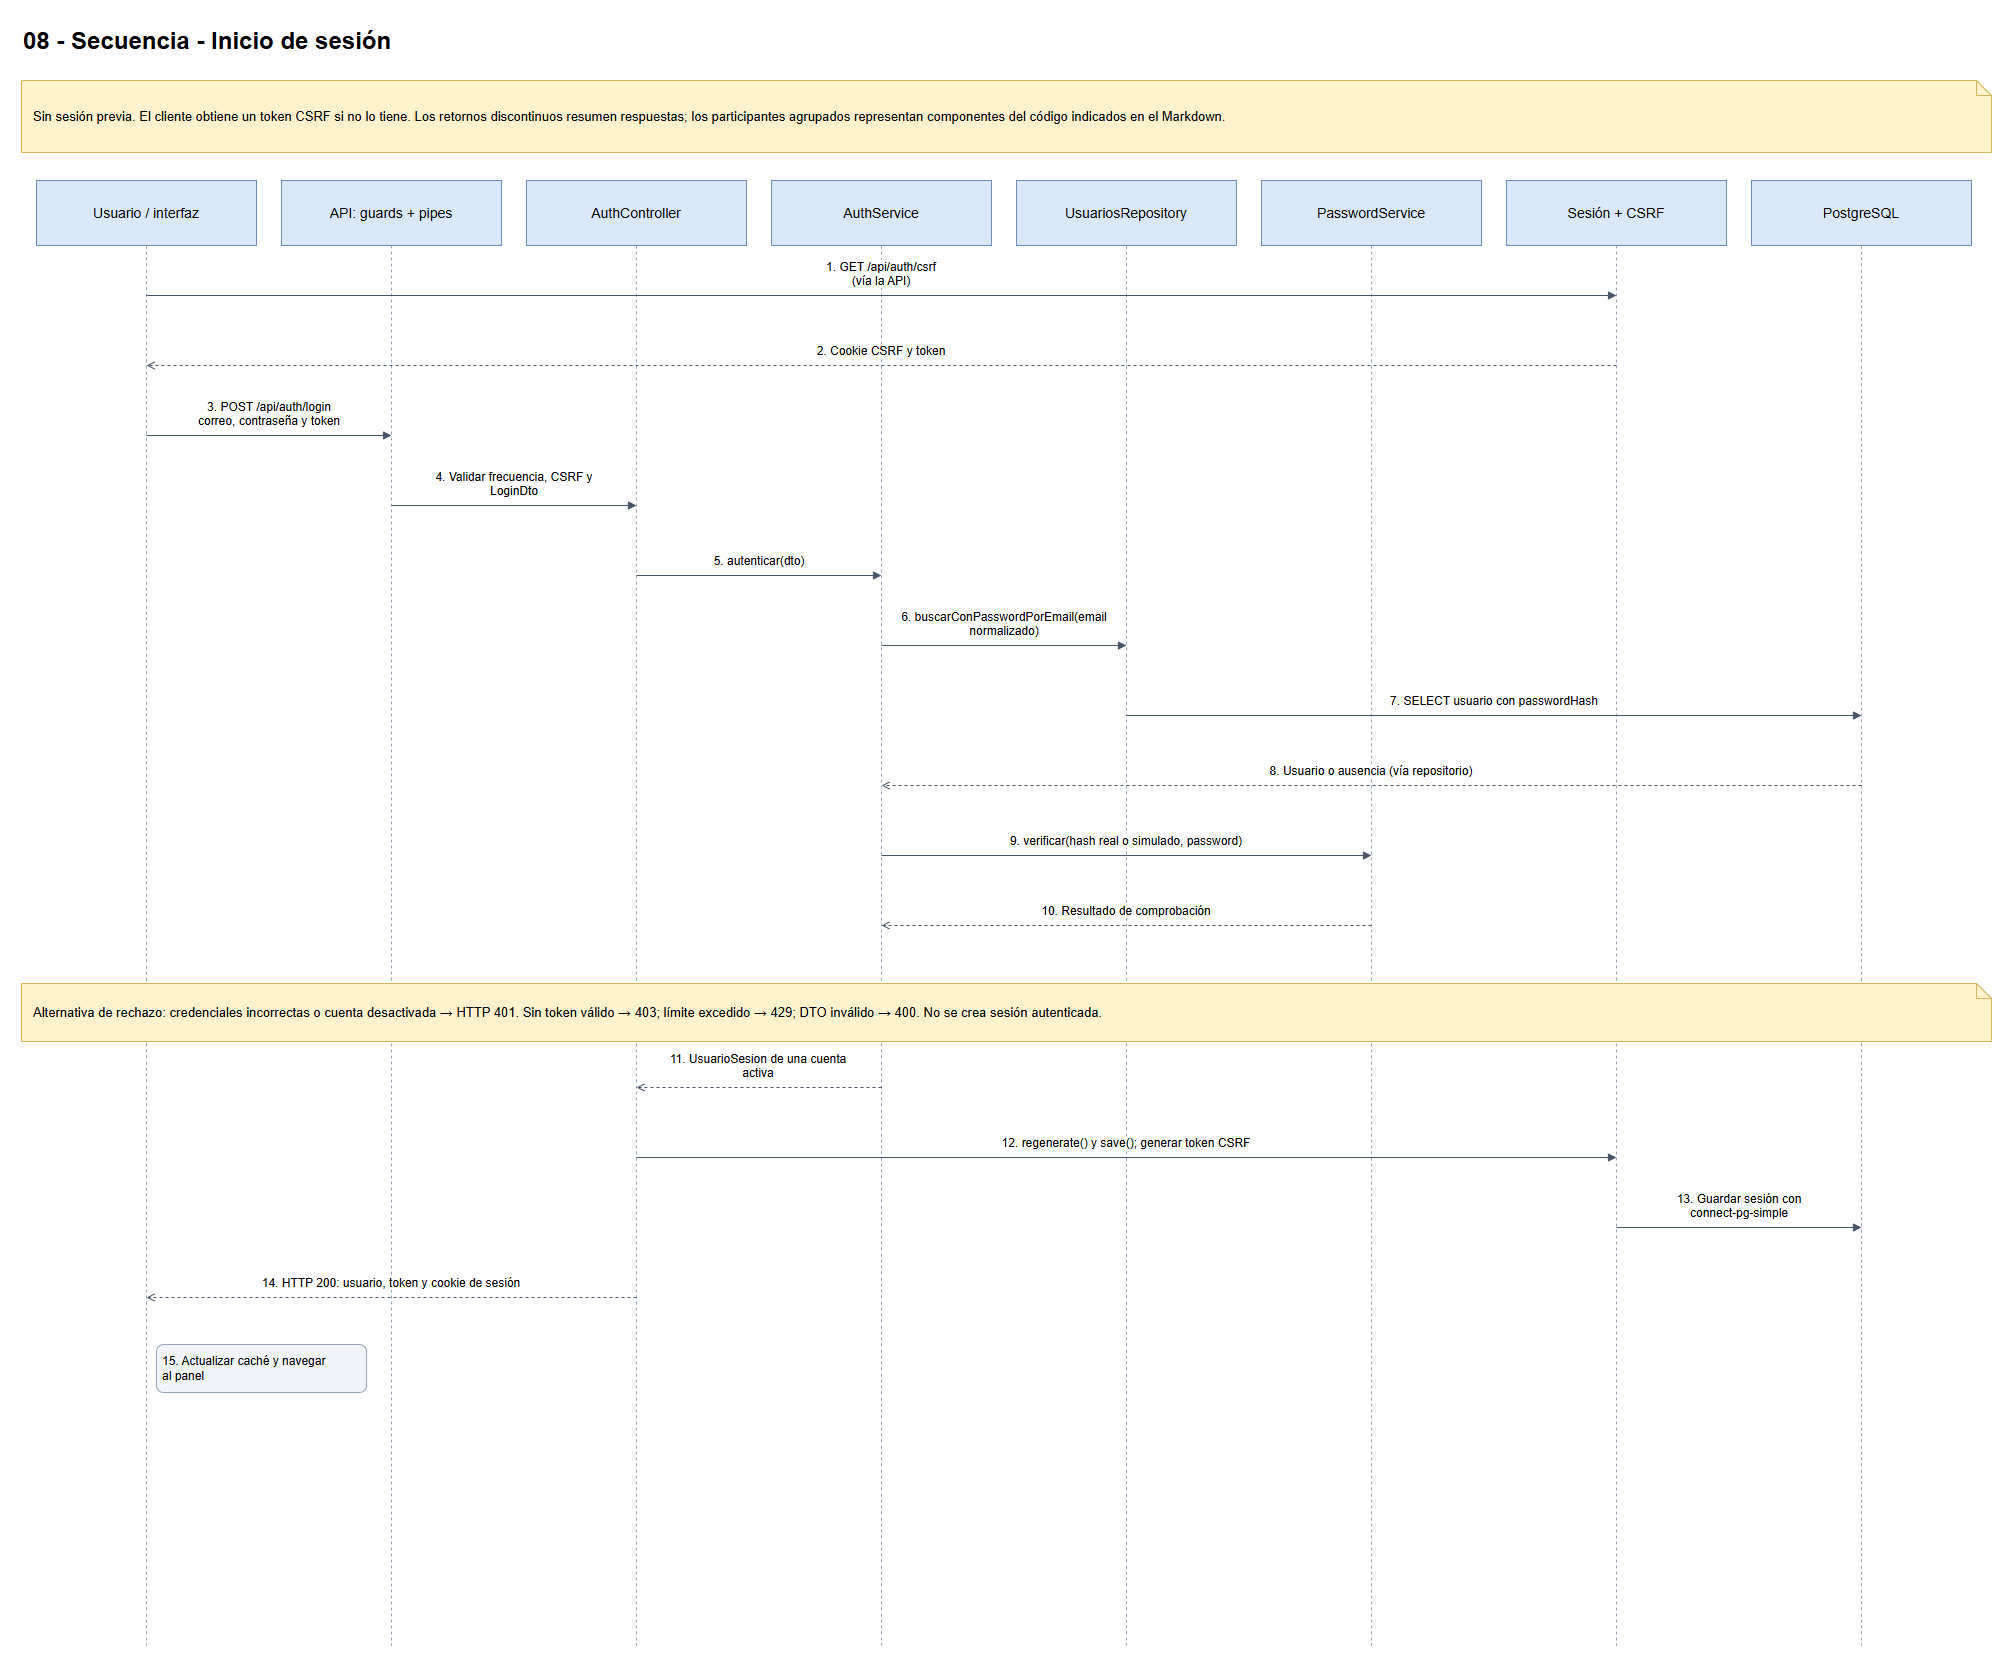 08 - Secuencia - Inicio de sesión
Sin sesión previa. El cliente obtiene un token CSRF si no lo tiene. Los retornos discontinuos resumen respuestas; los participantes agrupados representan componentes del código indicados en el Markdown.
Usuario / interfaz
API: guards + pipes
AuthController
AuthService
UsuariosRepository
PasswordService
Sesión + CSRF
PostgreSQL
1. GET /api/auth/csrf
(vía la API)
2. Cookie CSRF y token
3. POST /api/auth/login
correo, contraseña y token
4. Validar frecuencia, CSRF y
LoginDto
5. autenticar(dto)
6. buscarConPasswordPorEmail(email
normalizado)
7. SELECT usuario con passwordHash
8. Usuario o ausencia (vía repositorio)
9. verificar(hash real o simulado, password)
10. Resultado de comprobación
Alternativa de rechazo: credenciales incorrectas o cuenta desactivada → HTTP 401. Sin token válido → 403; límite excedido → 429; DTO inválido → 400. No se crea sesión autenticada.
11. UsuarioSesion de una cuenta
activa
12. regenerate() y save(); generar token CSRF
13. Guardar sesión con
connect-pg-simple
14. HTTP 200: usuario, token y cookie de sesión
15. Actualizar caché y navegar
al panel